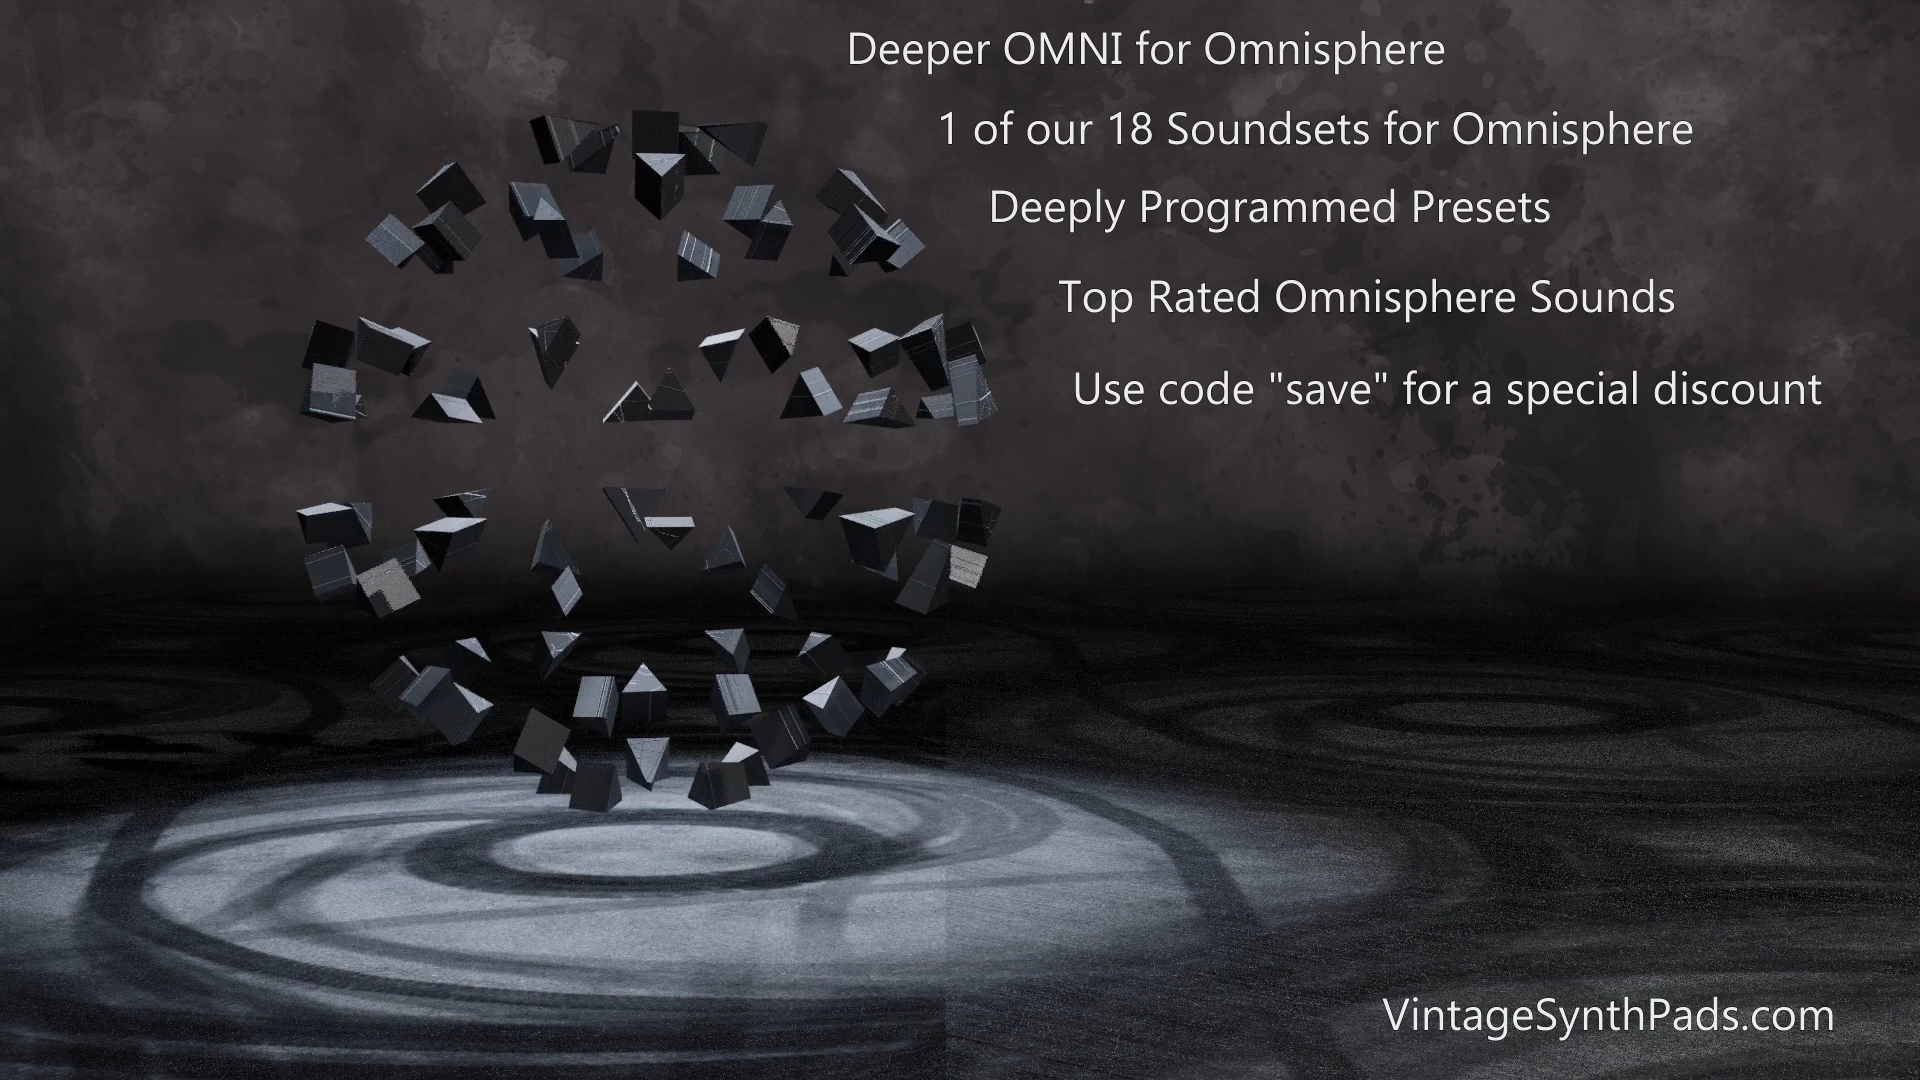 Deeper OMNI for Omnisphere
1 of our 18 Soundsets for Omnisphere
Deeply Programmed Presets
Top Rated Omnisphere Sounds
Use code "save" for a special discount
VintageSynthPads.com